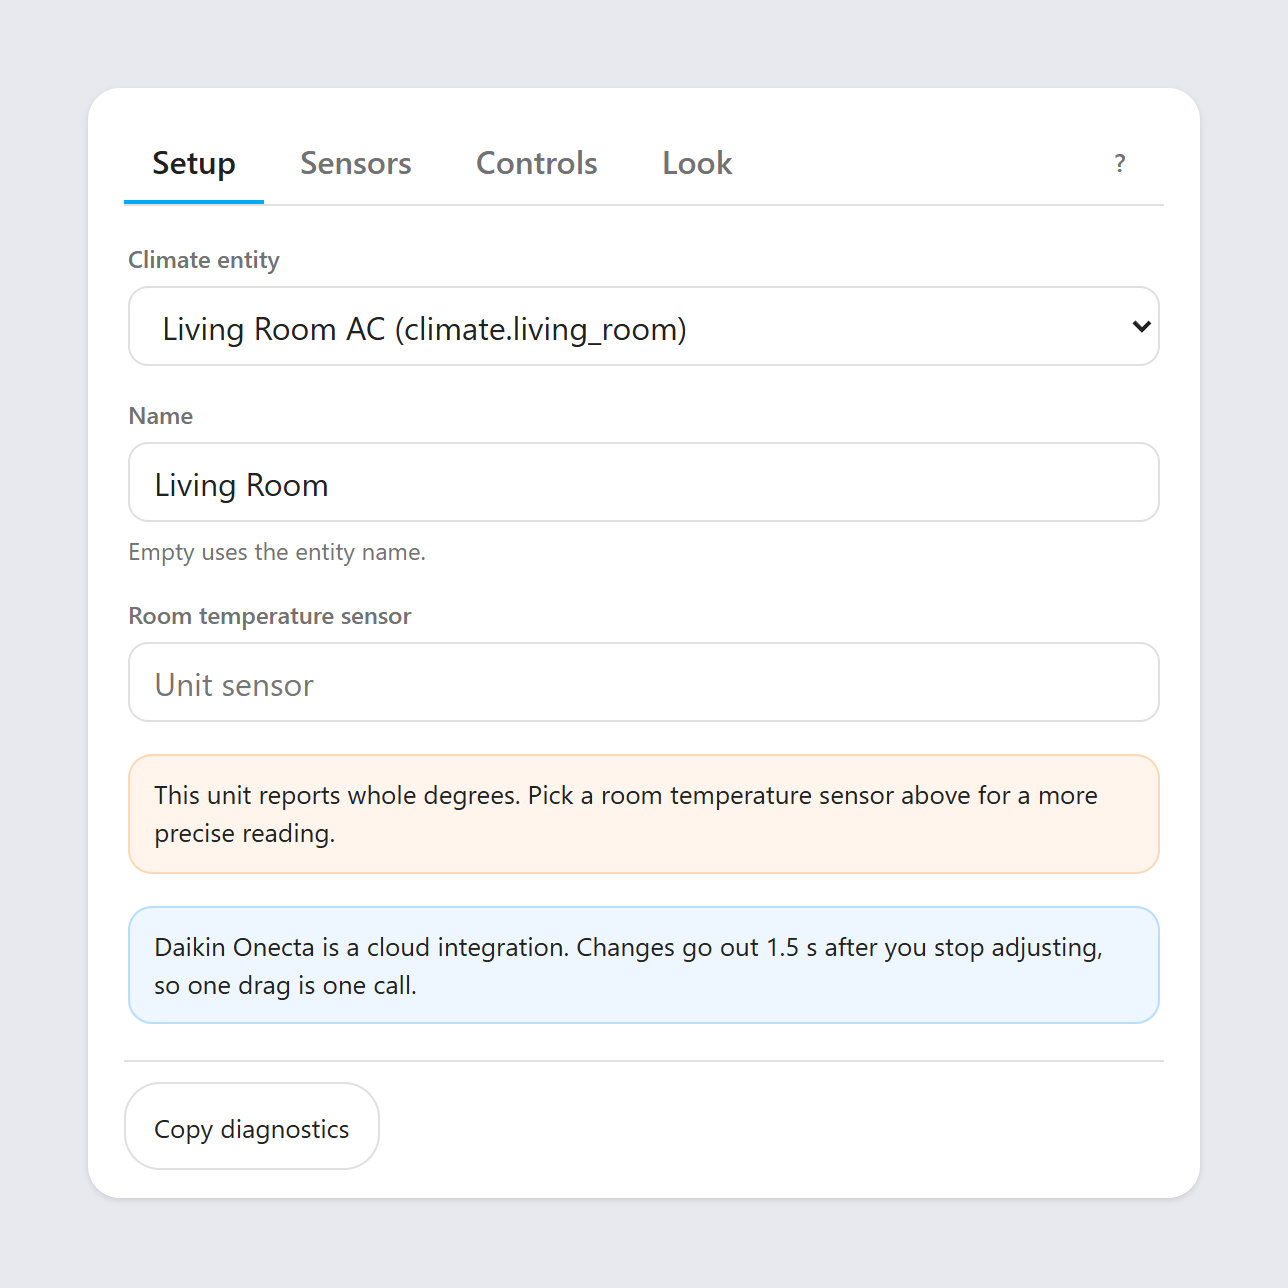 Setup Sensors Controls Look ?
Climate entity
Living Room AC (climate.living_room)
Name
Living Room
Empty uses the entity name.
Room temperature sensor
Unit sensor
This unit reports whole degrees. Pick a room temperature sensor above for a more
precise reading.
Daikin Onecta is a cloud integration. Changes go out 1.5 s after you stop adjusting,
so one drag is one call.
Copy diagnostics